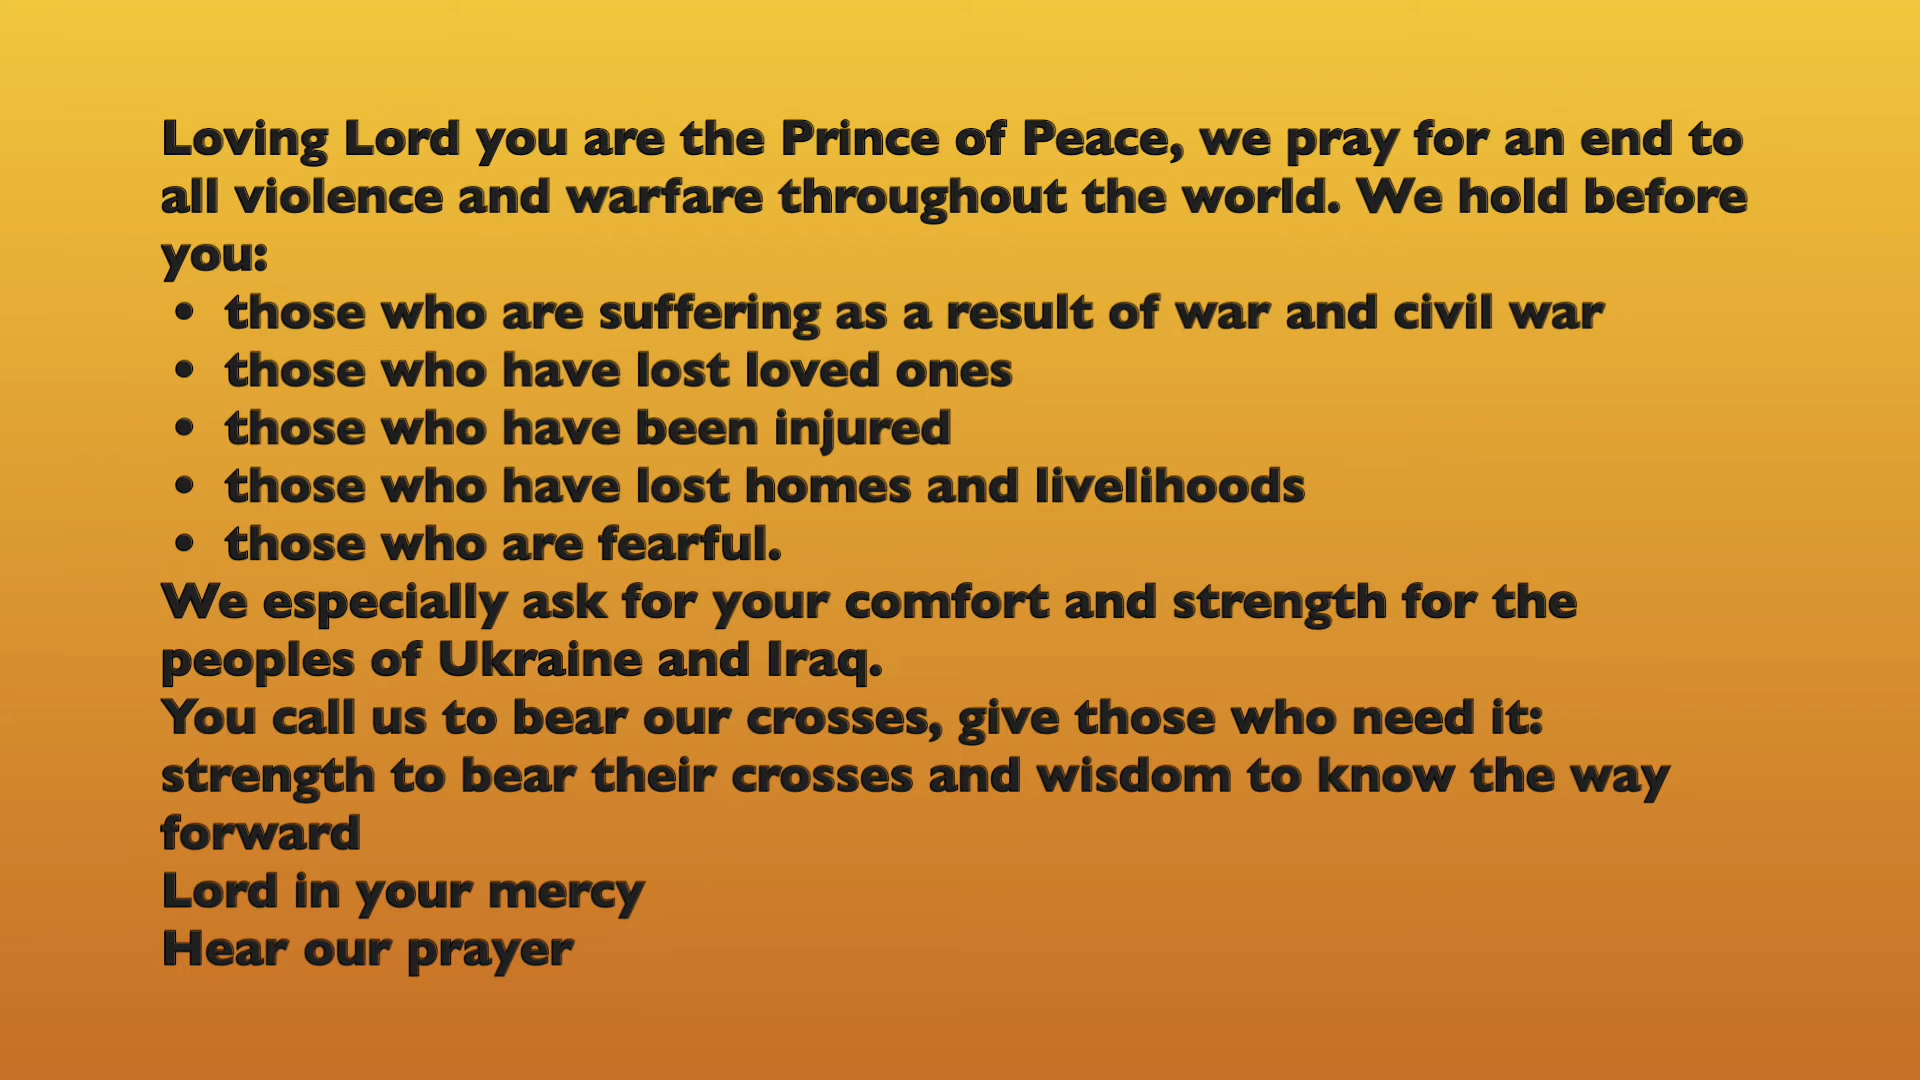 Loving Lord you are the Prince of Peace, we pray for an end to
all violence and warfare throughout the world. We hold before
you:
• those who are suffering as a result of war and civil war
• those who have lost loved ones
• those who have been injured
• those who have lost homes and livelihoods
• those who are fearful.
We especially ask for your comfort and strength for the
peoples of Ukraine and Iraq.
You call us to bear our crosses, give those who need it:
strength to bear their crosses and wisdom to know the way
forward
Lord in your mercy
Hear our prayer